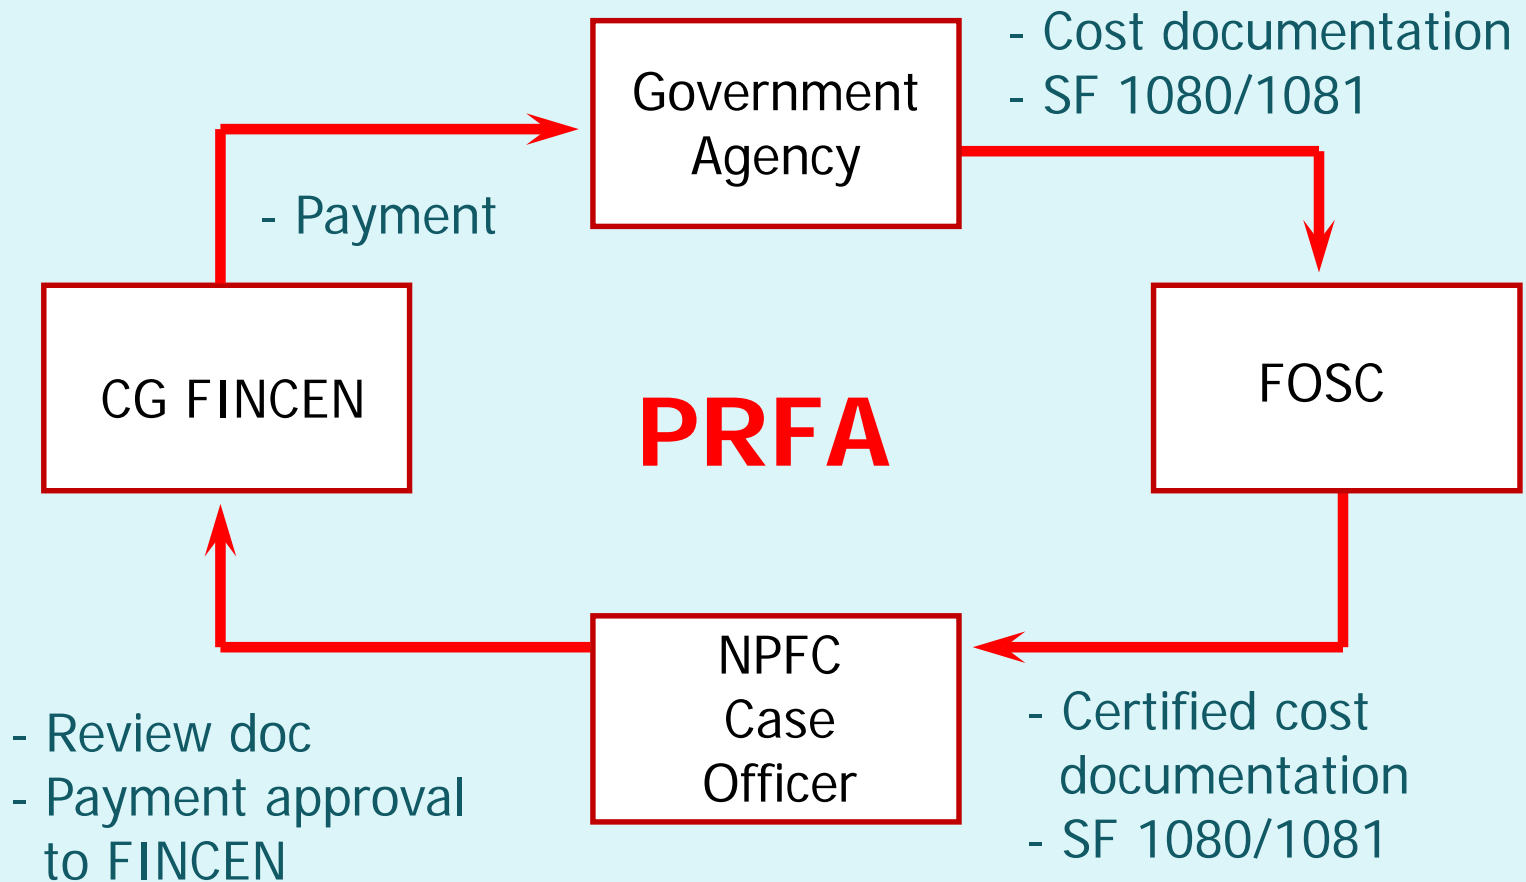 Government
Agency
- Cost documentation
- SF 1080/1081
- Payment
CG FINCEN
PRFA
FOSC
NPFC
Case
Officer
- Review doc
- Payment approval
to FINCEN
- Certified cost
documentation
- SF 1080/1081